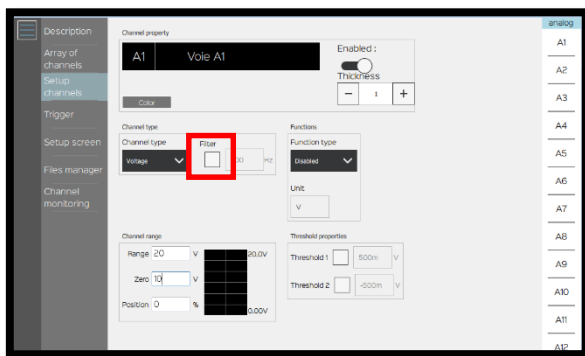 Description
Array of
channels
Setup
channels
Trigger
Setup screen
Files manager
Channel
monitoring
Channel property
A1 Voie A1
Color
Enabled :
Thickness
− 1 +
Channel type
Channel type
Voltage
Filter
Hz
Functions
Function type
Disabled
Unit
V
Channel range
Range 20 V
Zero 10 V
Position 0 %
20.0V
0.00V
Threshold properties
Threshold 1 500m V
Threshold 2 -500m V
analog
A1
A2
A3
A4
A5
A6
A7
A8
A9
A10
A11
A12